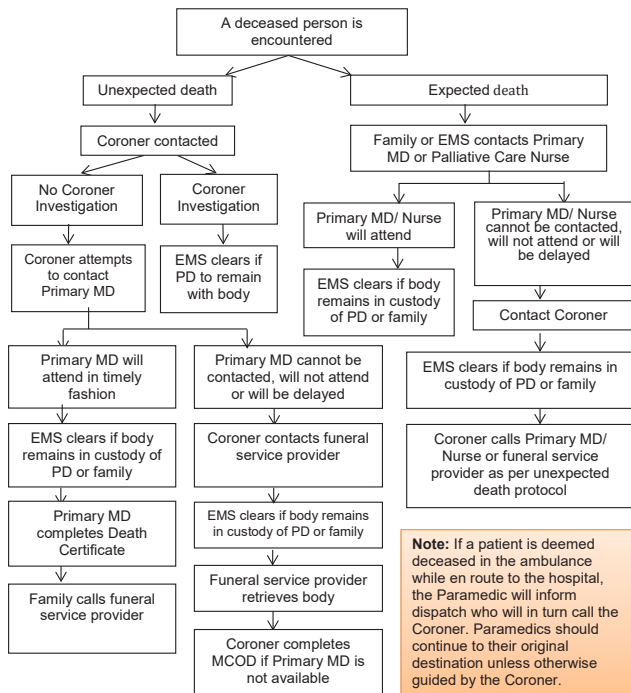 A deceased person is
encountered
Unexpected death
Expected death
Coroner contacted
Family or EMS contacts Primary
MD or Palliative Care Nurse
No Coroner
Investigation
Coroner
Investigation
Primary MD/ Nurse
will attend
Primary MD/ Nurse
cannot be contacted,
will not attend or will
be delayed
Coroner attempts
to contact
Primary MD
EMS clears if
PD to remain
with body
EMS clears if body
remains in custody
of PD or family
Contact Coroner
Primary MD will
attend in timely
fashion
Primary MD cannot be
contacted, will not attend
or will be delayed
EMS clears if body remains in
custody of PD or family
EMS clears if body
remains in custody of
PD or family
Coroner contacts funeral
service provider
Coroner calls Primary MD/
Nurse or funeral service
provider as per unexpected
death protocol
Primary MD
completes Death
Certificate
EMS clears if body remains
in custody of PD or family
Family calls funeral
service provider
Funeral service provider
retrieves body
Coroner completes
MCOD if Primary MD is
not available
Note: If a patient is deemed
deceased in the ambulance
while en route to the hospital,
the Paramedic will inform
dispatch who will in turn call the
Coroner. Paramedics should
continue to their original
destination unless otherwise
guided by the Coroner.